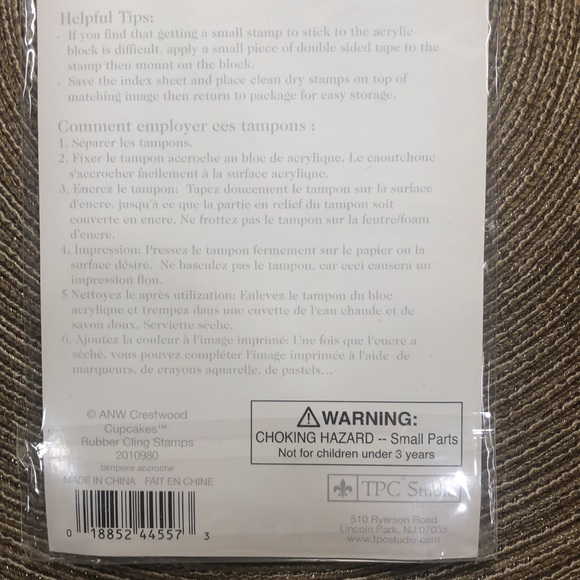 Helpful Tips:
- If you find that getting a small stamp to stick to the acrylic
block is difficult, apply a small piece of double sided tape to the
stamp then mount on the block.
- Save the index sheet and place clean dry stamps on top of
matching image then return to package for easy storage.
Comment employer ces tampons :
1. Séparer les tampons.
2. Fixer le tampon accroche au bloc de acrylique. Le caoutchouc
s'accrocher facilement à la surface acrylique.
3. Encrez le tampon: Tapez doucement le tampon sur la surface
d'encre, jusqu'à ce que la partie en relief du tampon soit
couverte en encre. Ne frottez pas le tampon sur la feutre/foam
d'encre.
4. Impression: Pressez le tampon fermement sur le papier ou la
surface désiré. Ne basculez pas le tampon, car ceci causera un
impression flou.
5 Nettoyez le après utilization: Enlevez le tampon du bloc
acrylique et trempez dans une cuvette de l'eau chaude et de
savon doux. Serviette sèche.
6. Ajoutez la couleur à l'image imprimé: Une fois que l'encre a
séché, vous pouvez compléter l'image imprimée à l'aide de
marqueurs, de crayons aquarelle, de pastels...
© ANW Crestwood
Cupcakes™
Rubber Cling Stamps
2010980
tampons accroche
MADE IN CHINA FAIT EN CHINE
0 18852 44557 3
⚠WARNING:
CHOKING HAZARD -- Small Parts
Not for children under 3 years
TPC Studio
510 Ryerson Road
Lincoln Park, NJ 07035
www.tpcstudio.com